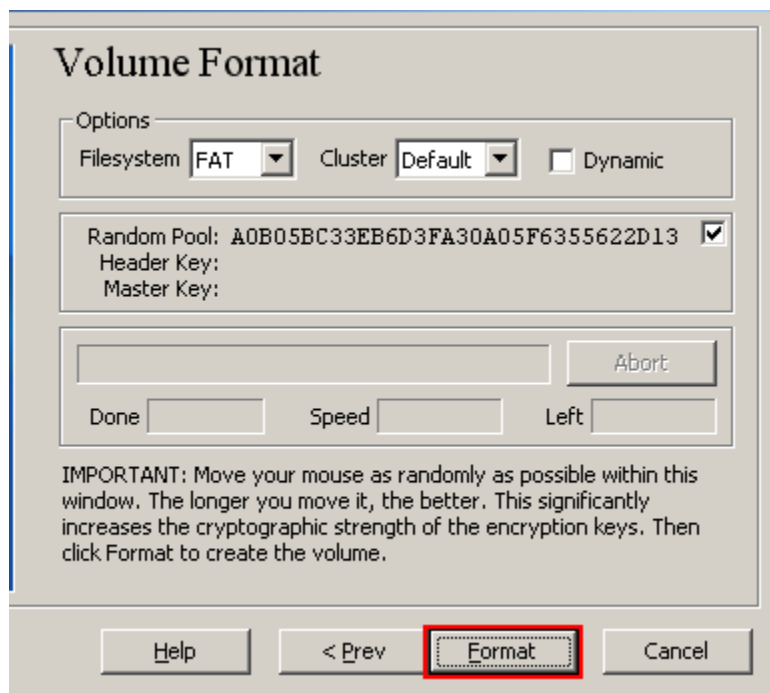 Volume Format
Options
Filesystem FAT Cluster Default Dynamic
Random Pool: A0B05BC33EB6D3FA30A05F6355622D13
Header Key:
Master Key:
Abort
Done Speed Left
IMPORTANT: Move your mouse as randomly as possible within this
window. The longer you move it, the better. This significantly
increases the cryptographic strength of the encryption keys. Then
click Format to create the volume.
Help < Prev Format Cancel